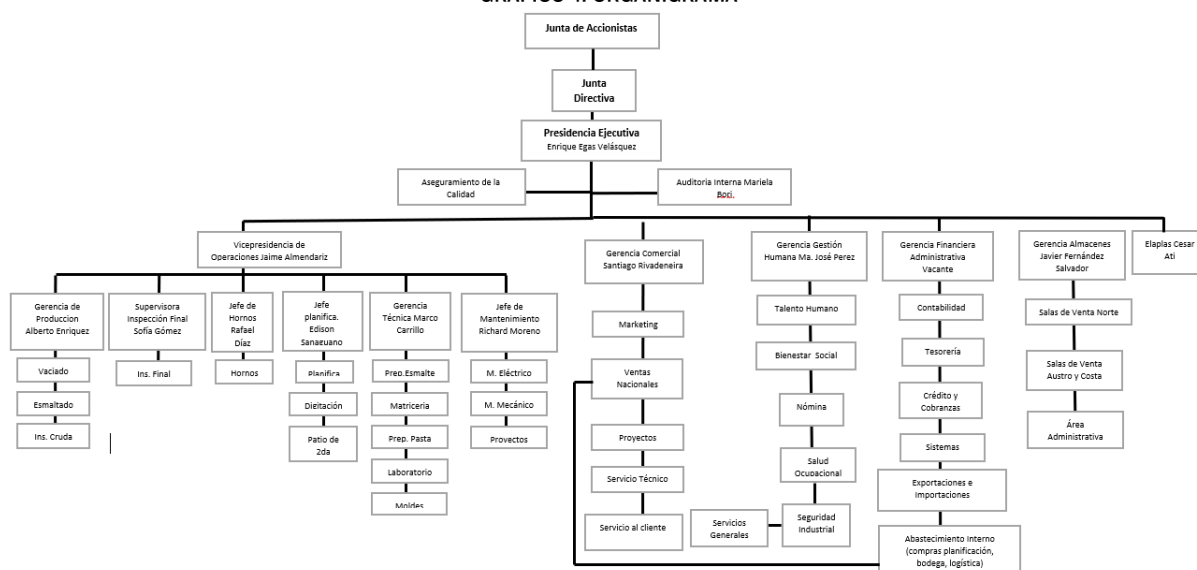 Junta de Accionistas
Junta
Directiva
Presidencia Ejecutiva
Enrique Egas Velásquez
Aseguramiento de la
Calidad
Auditoria Interna Mariela
Boci.
Vicepresidencia de
Operaciones Jaime Almendariz
Gerencia Comercial
Santiago Rivadeneira
Gerencia Gestión
Humana Ma. José Perez
Gerencia Financiera
Administrativa
Vacante
Gerencia Almacenes
Javier Fernández
Salvador
Elaplas Cesar
Ati
Gerencia de
Produccion
Alberto Enriquez
Supervisora
Inspección Final
Sofía Gómez
Jefe de
Hornos
Rafael
Díaz
Jefe
planifica.
Edison
Sanaguano
Gerencia
Técnica Marco
Carrillo
Jefe de
Mantenimiento
Richard Moreno
Vaciado
Esmaltado
Ins. Cruda
Ins. Final
Hornos
Planifica
Digitación
Patio de
2da
Prep.Esmalte
Matriceria
Prep. Pasta
Laboratorio
Moldes
M. Eléctrico
M. Mecánico
Proyectos
Marketing
Ventas
Nacionales
Proyectos
Servicio Técnico
Servicio al cliente
Talento Humano
Bienestar Social
Nómina
Salud
Ocupacional
Seguridad
Industrial
Servicios
Generales
Contabilidad
Tesorería
Crédito y
Cobranzas
Sistemas
Exportaciones e
Importaciones
Abastecimiento Interno
(compras planificación,
bodega, logística)
Salas de Venta Norte
Salas de Venta
Austro y Costa
Área
Administrativa